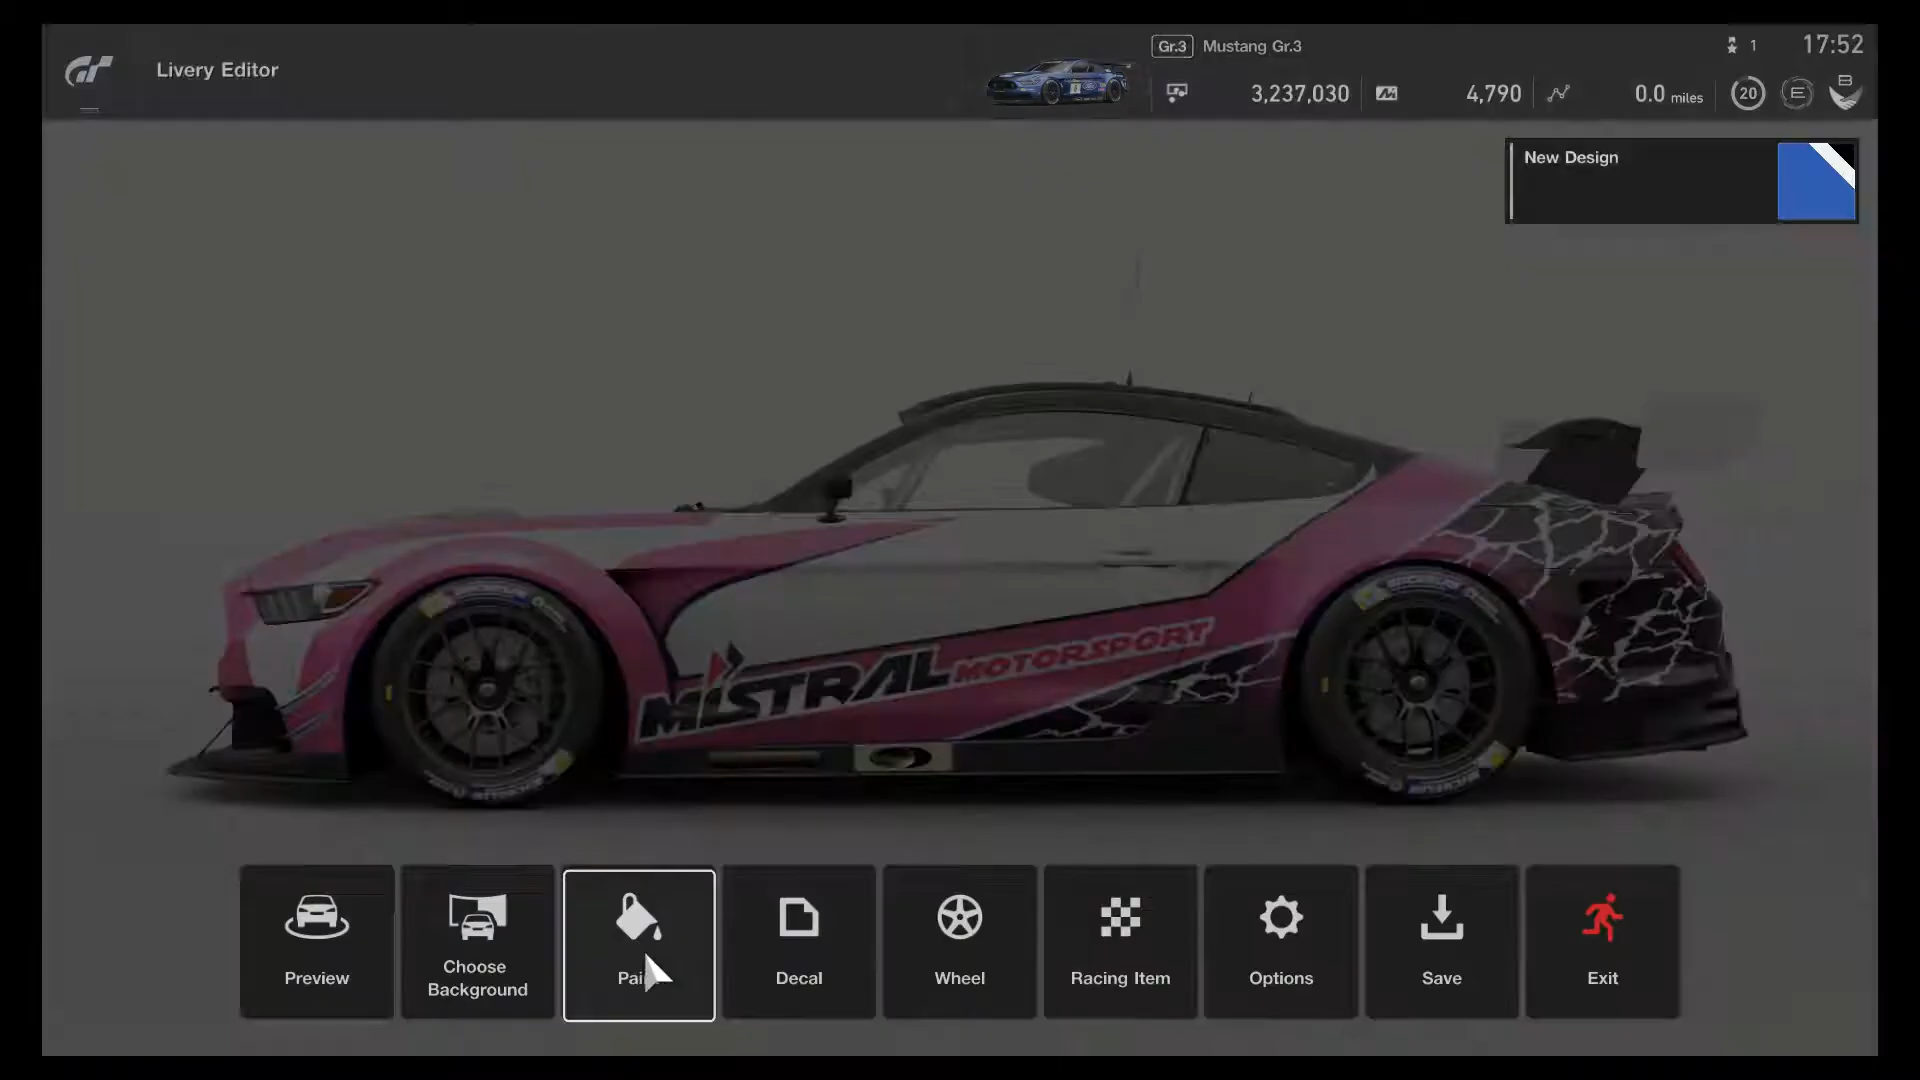 Livery Editor
Gr.3 Mustang Gr.3
1 17:52
3,237,030 4,790 0.0 miles 20 E B
New Design
MISTRAL MOTORSPORT
Preview
Choose
Background
Decal
Wheel
Racing Item
Options
Save
Exit